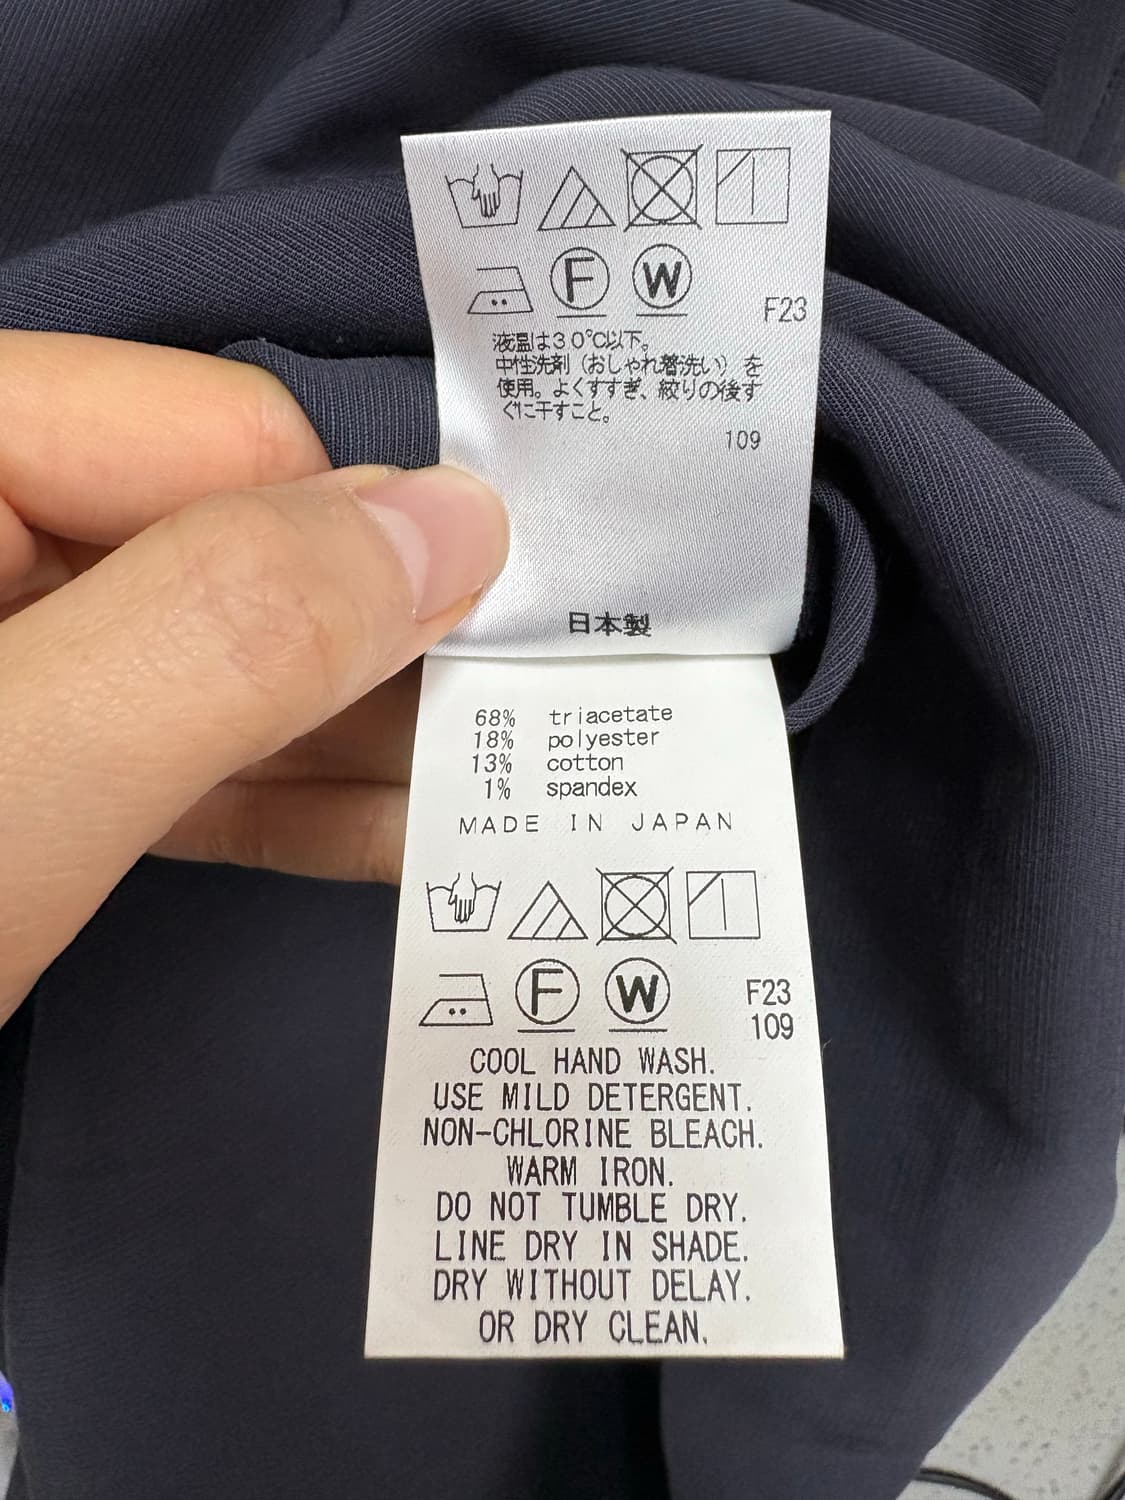 F
W
F23
液温は30℃以下。
中性洗剤（おしゃれ着洗い）を
使用。よくすすぎ、絞りの後す
ぐに干すこと。
109
日本製
68% triacetate
18% polyester
13% cotton
1% spandex
MADE IN JAPAN
F
W
F23
109
COOL HAND WASH.
USE MILD DETERGENT.
NON-CHLORINE BLEACH.
WARM IRON.
DO NOT TUMBLE DRY.
LINE DRY IN SHADE.
DRY WITHOUT DELAY.
OR DRY CLEAN.